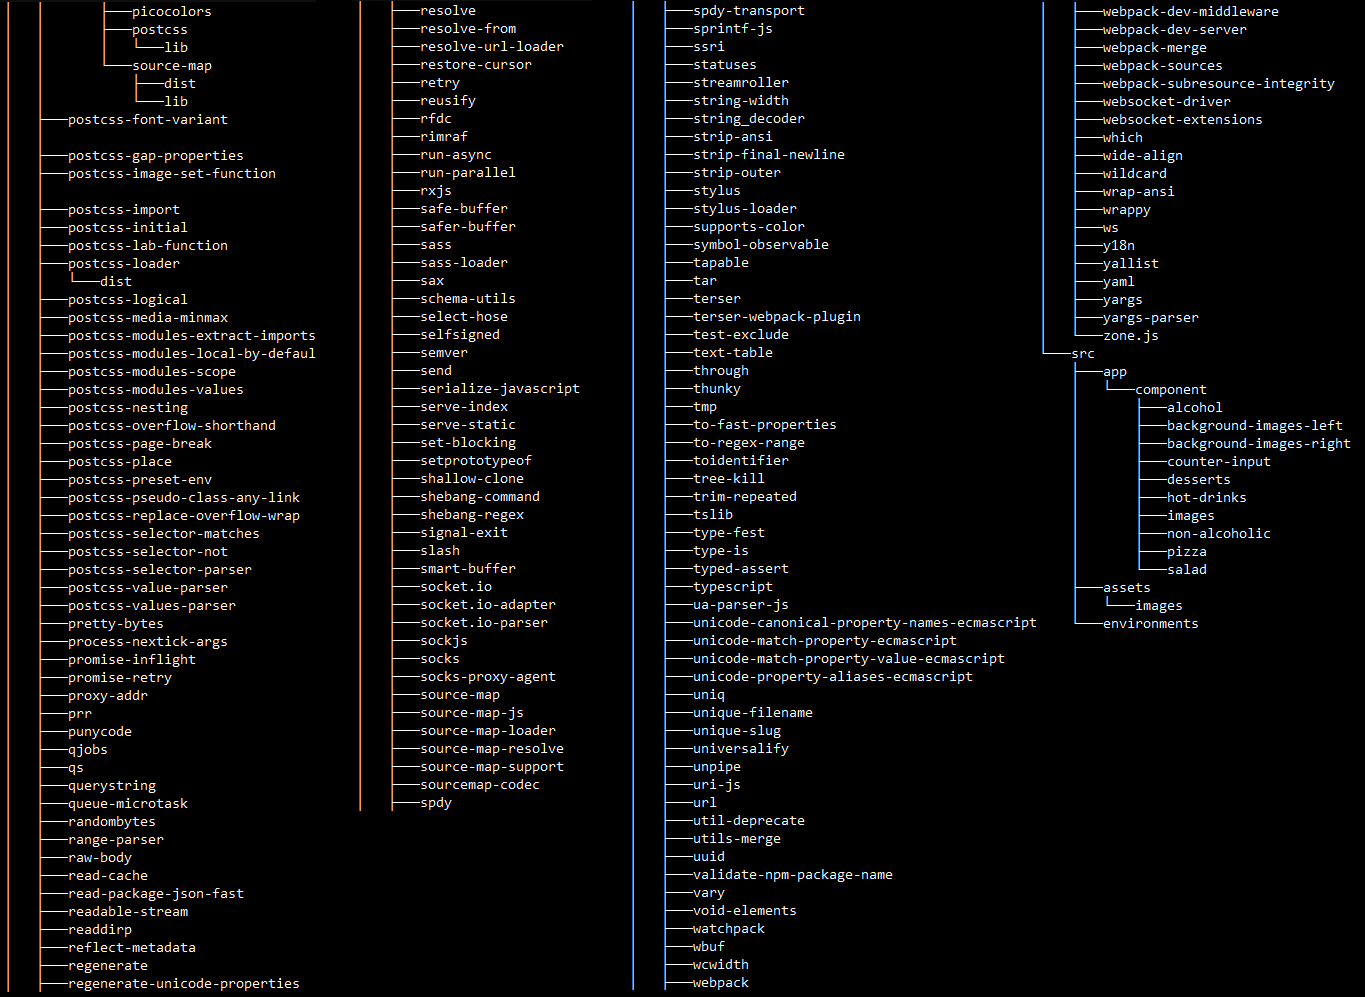 picocolors
postcss
lib
source-map
dist
lib
postcss-font-variant
postcss-gap-properties
postcss-image-set-function
postcss-import
postcss-initial
postcss-lab-function
postcss-loader
dist
postcss-logical
postcss-media-minmax
postcss-modules-extract-imports
postcss-modules-local-by-defaul
postcss-modules-scope
postcss-modules-values
postcss-nesting
postcss-overflow-shorthand
postcss-page-break
postcss-place
postcss-preset-env
postcss-pseudo-class-any-link
postcss-replace-overflow-wrap
postcss-selector-matches
postcss-selector-not
postcss-selector-parser
postcss-value-parser
postcss-values-parser
pretty-bytes
process-nextick-args
promise-inflight
promise-retry
proxy-addr
prr
punycode
qjobs
qs
querystring
queue-microtask
randombytes
range-parser
raw-body
read-cache
read-package-json-fast
readable-stream
readdirp
reflect-metadata
regenerate
regenerate-unicode-properties
resolve
resolve-from
resolve-url-loader
restore-cursor
retry
reusify
rfdc
rimraf
run-async
run-parallel
rxjs
safe-buffer
safer-buffer
sass
sass-loader
sax
schema-utils
select-hose
selfsigned
semver
send
serialize-javascript
serve-index
serve-static
set-blocking
setprototypeof
shallow-clone
shebang-command
shebang-regex
signal-exit
slash
smart-buffer
socket.io
socket.io-adapter
socket.io-parser
sockjs
socks
socks-proxy-agent
source-map
source-map-js
source-map-loader
source-map-resolve
source-map-support
sourcemap-codec
spdy
spdy-transport
sprintf-js
ssri
statuses
streamroller
string-width
string_decoder
strip-ansi
strip-final-newline
strip-outer
stylus
stylus-loader
supports-color
symbol-observable
tapable
tar
terser
terser-webpack-plugin
test-exclude
text-table
through
thunky
tmp
to-fast-properties
to-regex-range
toidentifier
tree-kill
trim-repeated
tslib
type-fest
type-is
typed-assert
typescript
ua-parser-js
unicode-canonical-property-names-ecmascript
unicode-match-property-ecmascript
unicode-match-property-value-ecmascript
unicode-property-aliases-ecmascript
uniq
unique-filename
unique-slug
universalify
unpipe
uri-js
url
util-deprecate
utils-merge
uuid
validate-npm-package-name
vary
void-elements
watchpack
wbuf
wcwidth
webpack
webpack-dev-middleware
webpack-dev-server
webpack-merge
webpack-sources
webpack-subresource-integrity
websocket-driver
websocket-extensions
which
wide-align
wildcard
wrap-ansi
wrappy
ws
y18n
yallist
yaml
yargs
yargs-parser
zone.js
src
app
component
alcohol
background-images-left
background-images-right
counter-input
desserts
hot-drinks
images
non-alcoholic
pizza
salad
assets
images
environments